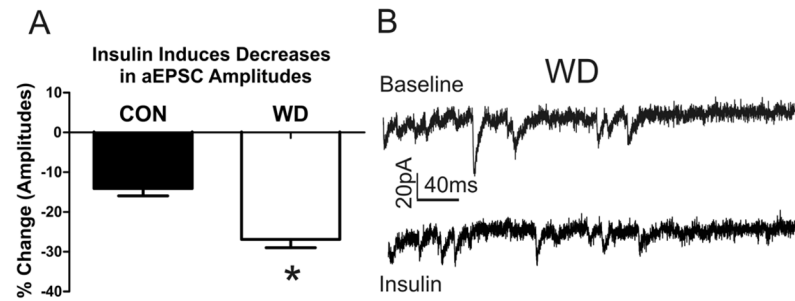 A
Insulin Induces Decreases
in aEPSC Amplitudes
% Change (Amplitudes)
10
0
-10
-20
-30
-40
CON
WD
*
B
WD
Baseline
20pA
40ms
Insulin